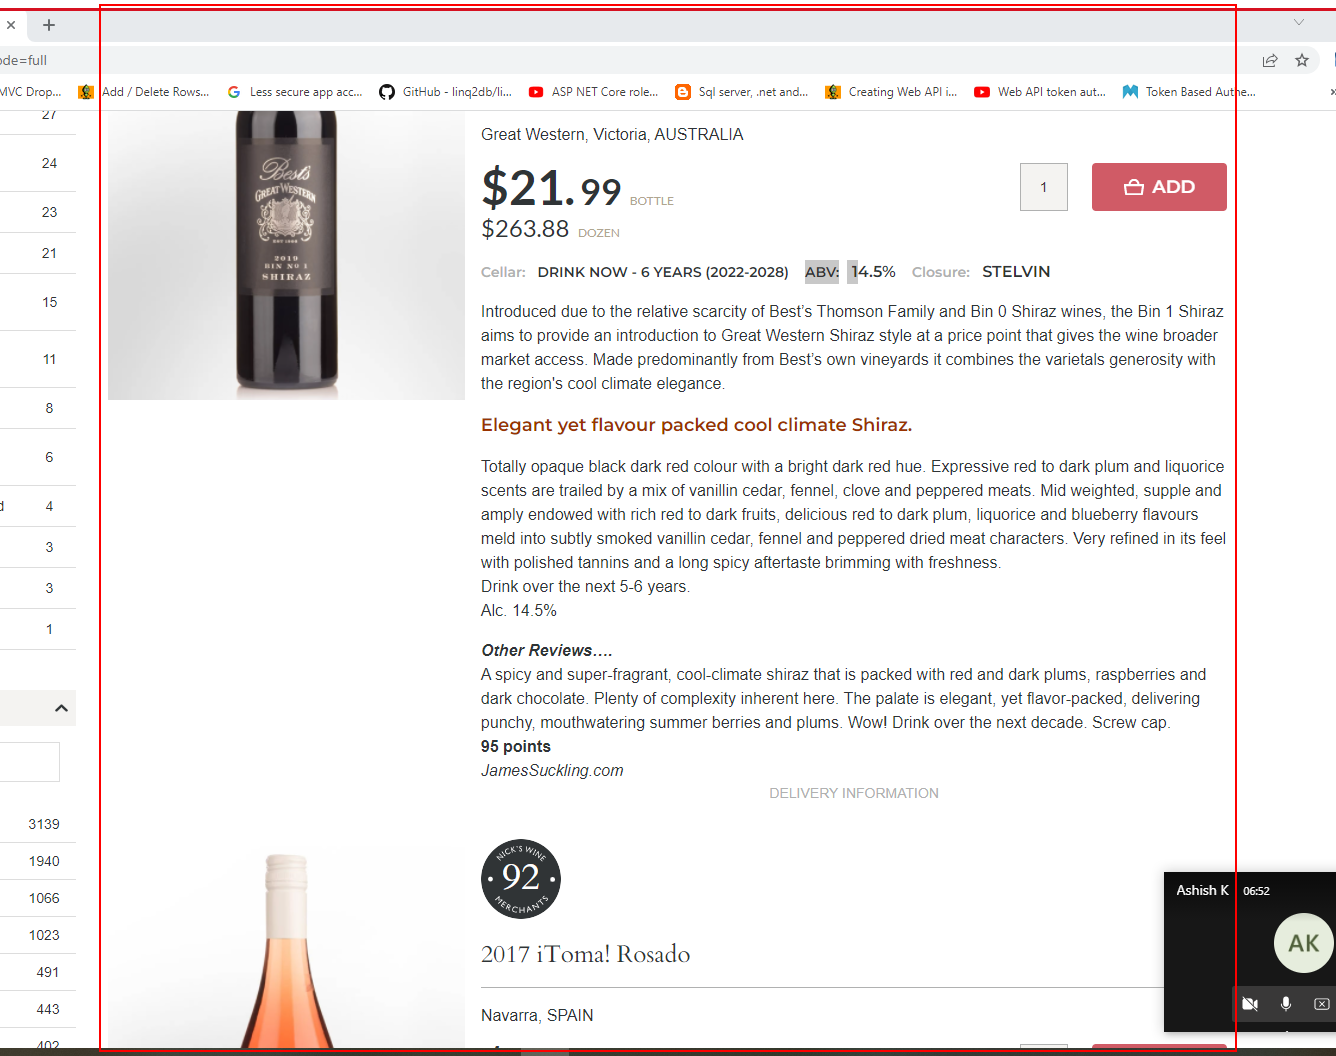 ode=full
MVC Drop...
Add / Delete Rows...
Less secure app acc...
GitHub - linq2db/li...
ASP NET Core role...
Sql server, .net and...
Creating Web API i...
Web API token aut...
Token Based Authe...
27
24
23
21
15
11
8
6
d 4
3
3
1
3139
1940
1066
1023
491
443
402
Best's
GREAT WESTERN
EST 1866
2019
BIN NO 1
SHIRAZ
Great Western, Victoria, AUSTRALIA
$21.99 BOTTLE
1
ADD
$263.88 DOZEN
Cellar: DRINK NOW - 6 YEARS (2022-2028) ABV: 14.5% Closure: STELVIN
Introduced due to the relative scarcity of Best’s Thomson Family and Bin 0 Shiraz wines, the Bin 1 Shiraz
aims to provide an introduction to Great Western Shiraz style at a price point that gives the wine broader
market access. Made predominantly from Best’s own vineyards it combines the varietals generosity with
the region's cool climate elegance.
Elegant yet flavour packed cool climate Shiraz.
Totally opaque black dark red colour with a bright dark red hue. Expressive red to dark plum and liquorice
scents are trailed by a mix of vanillin cedar, fennel, clove and peppered meats. Mid weighted, supple and
amply endowed with rich red to dark fruits, delicious red to dark plum, liquorice and blueberry flavours
meld into subtly smoked vanillin cedar, fennel and peppered dried meat characters. Very refined in its feel
with polished tannins and a long spicy aftertaste brimming with freshness.
Drink over the next 5-6 years.
Alc. 14.5%
Other Reviews….
A spicy and super-fragrant, cool-climate shiraz that is packed with red and dark plums, raspberries and
dark chocolate. Plenty of complexity inherent here. The palate is elegant, yet flavor-packed, delivering
punchy, mouthwatering summer berries and plums. Wow! Drink over the next decade. Screw cap.
95 points
JamesSuckling.com
DELIVERY INFORMATION
NICK'S WINE
92
MERCHANTS
2017 iToma! Rosado
Navarra, SPAIN
Ashish K 06:52
AK